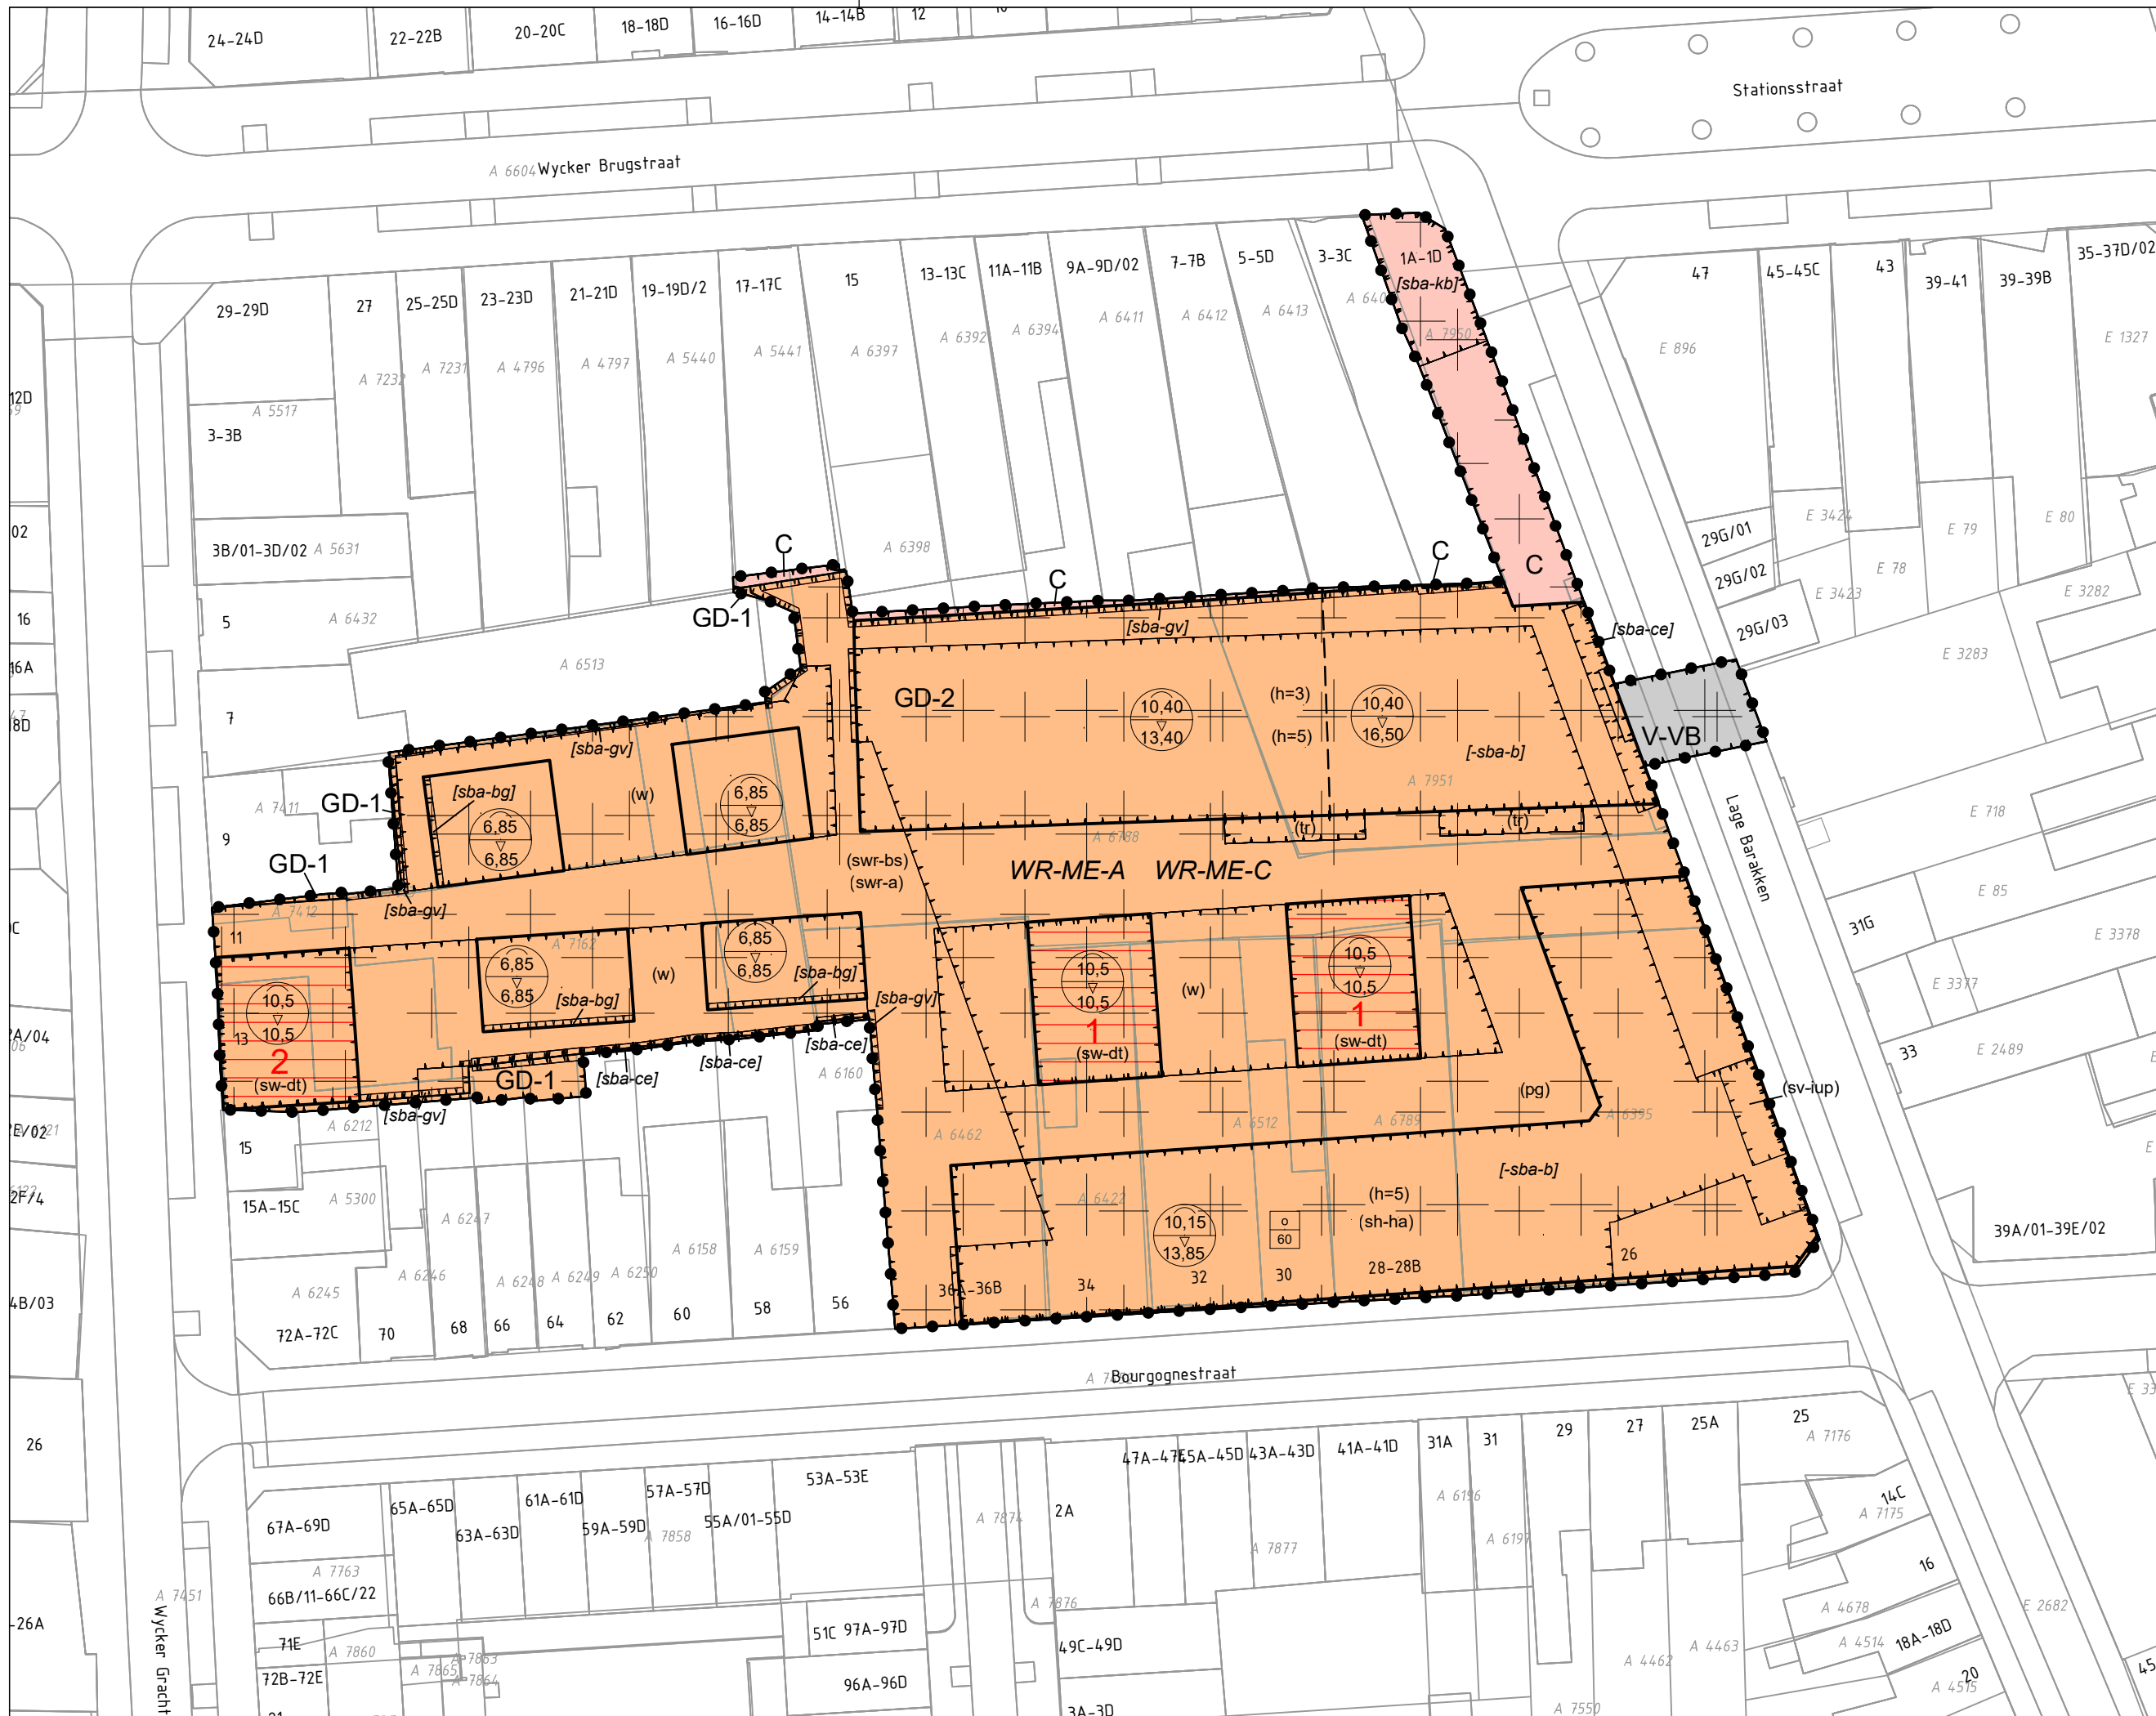 24-24D
22-22B
20-20C
18-18D
16-16D
14-14B
12
Stationsstraat
A 6604
Wycker Brugstraat
29-29D
27
25-25D
23-23D
21-21D
19-19D/2
17-17C
15
13-13C
11A-11B
9A-9D/02
7-7B
5-5D
3-3C
1A-1D
[sba-kb]
47
45-45C
43
39-41
39-39B
35-37D/02
A 5517
A 7232
A 7231
A 4796
A 4797
A 5440
A 5441
A 6397
A 6392
A 6394
A 6411
A 6412
A 6413
A 7950
E 896
E 1327
12D
3-3B
02
3B/01-3D/02
A 5631
A 6398
C
C
C
C
29G/01
29G/02
29G/03
E 3424
E 3423
E 79
E 78
E 80
E 3282
E 3283
16
5
A 6432
GD-1
[sba-gv]
[sba-ce]
16A
A 6513
7
8D
GD-2
10,40
13,40
(h=3)
(h=5)
10,40
16,50
[-sba-b]
V-VB
A 7951
[sba-gv]
GD-1
A 7411
9
[sba-bg]
6,85
6,85
(w)
6,85
6,85
A 6788
(tr)
(tr)
Lage Barakken
E 718
GD-1
(swr-bs)
(swr-a)
WR-ME-A
WR-ME-C
E 85
[sba-gv]
A 7412
11
A 7162
31G
E 3378
6,85
6,85
(w)
6,85
6,85
[sba-bg]
[sba-bg]
[sba-gv]
10,5
10,5
1
(sw-dt)
(w)
10,5
10,5
1
(sw-dt)
E 3377
10,5
10,5
13
2
(sw-dt)
GD-1
[sba-ce]
[sba-ce]
[sba-ce]
[sba-gv]
33
E 2489
2A/04
(pg)
(sv-iup)
A 6160
A 6462
A 6512
A 6789
A 6395
E/02
A 6212
15
[-sba-b]
2F/4
15A-15C
A 5300
A 6247
A 6422
(h=5)
(sh-ha)
10,15
13,85
o
60
39A/01-39E/02
A 6158
A 6159
A 6245
A 6246
A 6248
A 6249
A 6250
4B/03
72A-72C
70
68
66
64
62
60
58
56
36A-36B
34
32
30
28-28B
26
Bourgognestraat
26
67A-69D
65A-65D
63A-63D
61A-61D
59A-59D
57A-57D
55A/01-55D
53A-53E
47A-47E
45A-45D
43A-43D
41A-41D
31A
31
29
27
25A
25
A 7176
A 7858
A 7874
2A
A 7877
A 6196
A 6197
14C
A 7175
A 7763
66B/11-66C/22
A 7451
Wycker Gracht
A 7876
16
A 4678
E 2682
-26A
71E
A 7860
A 7863
A 7865
A 7864
72B-72E
51C
97A-97D
96A-96D
49C-49D
3A-3D
A 4462
A 4463
A 4514
18A-18D
20
A 4515
A 7550